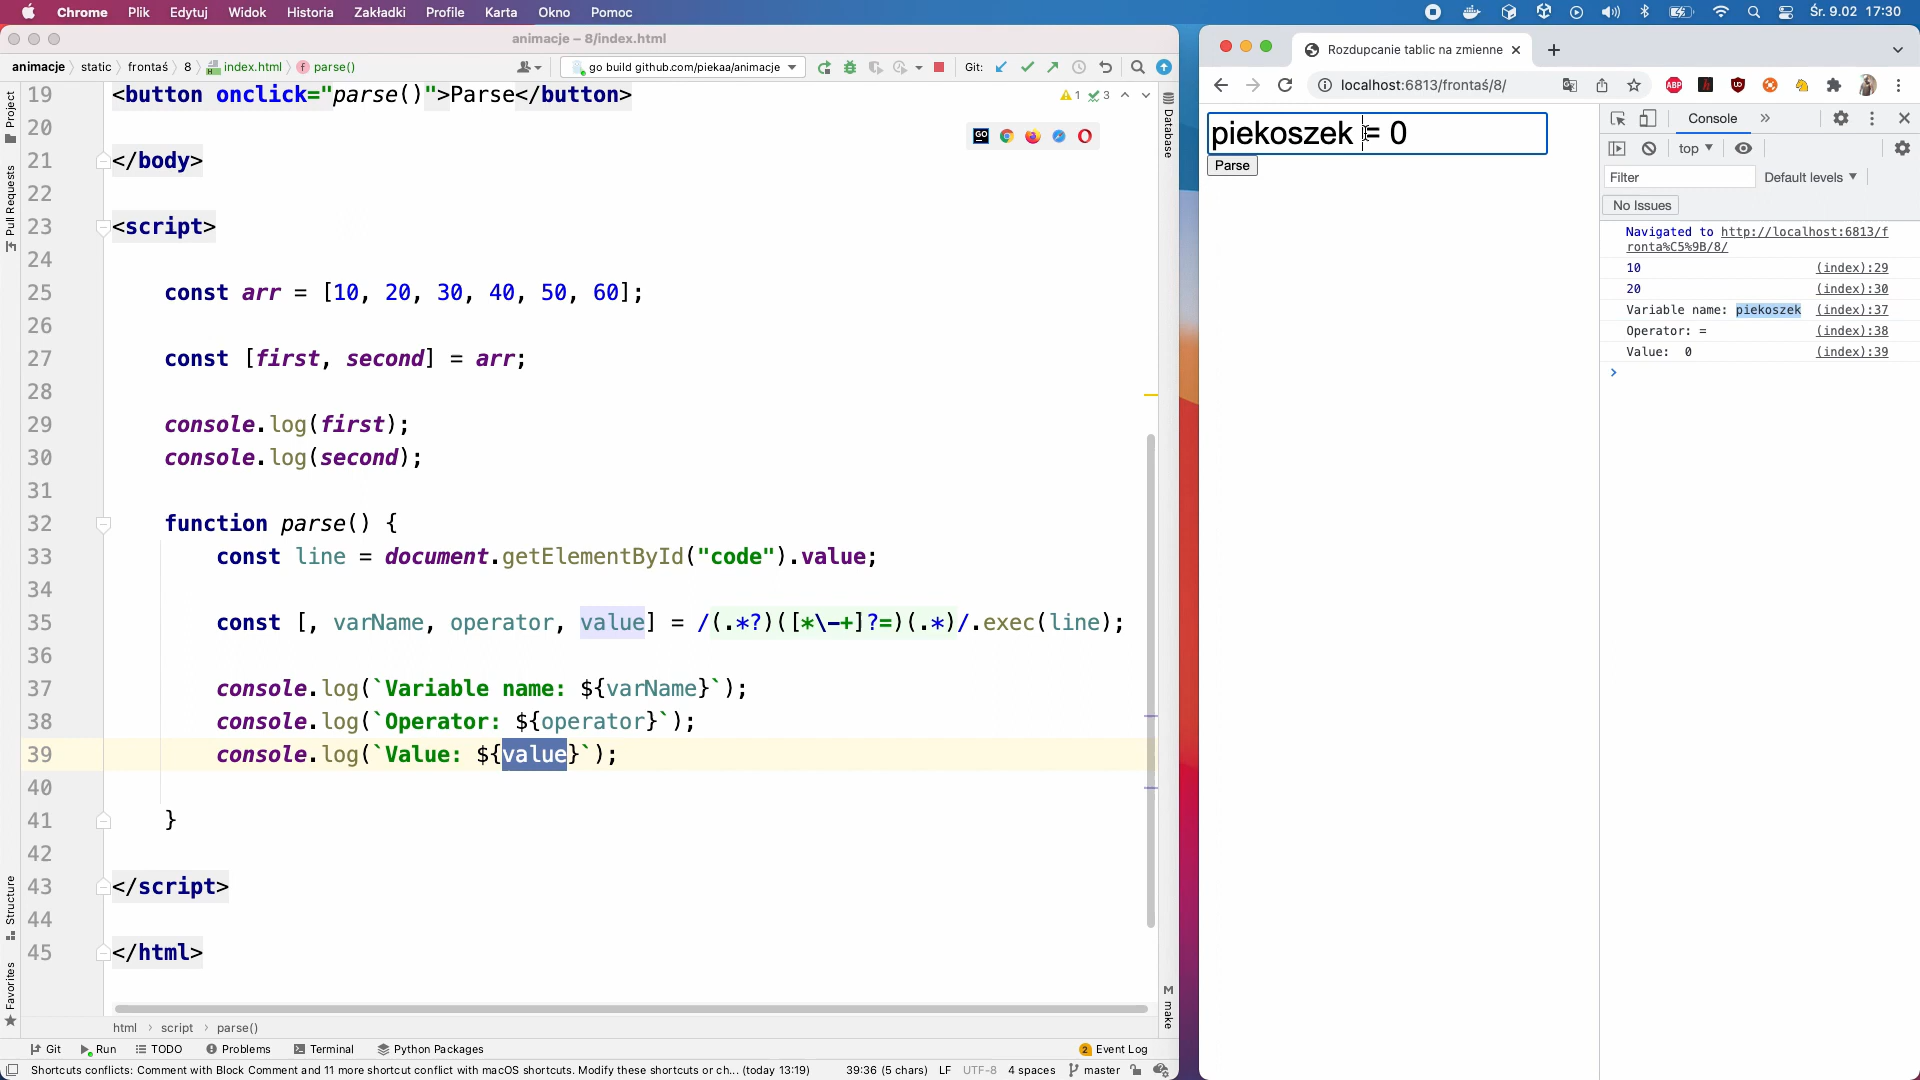 Chrome Plik Edytuj Widok Historia Zakładki Profile Karta Okno Pomoc Śr. 9.02 17:30
animacje – 8/index.html
animacje static frontaś 8 index.html parse() go build github.com/piekaa/animacje Git:
19 <button onclick="parse()">Parse</button> 1 3
20
21 </body>
22
23 <script>
24
25 const arr = [10, 20, 30, 40, 50, 60];
26
27 const [first, second] = arr;
28
29 console.log(first);
30 console.log(second);
31
32 function parse() {
33 const line = document.getElementById("code").value;
34
35 const [, varName, operator, value] = /(.*?)([*\-+]?=)(.*)/.exec(line);
36
37 console.log(`Variable name: ${varName}`);
38 console.log(`Operator: ${operator}`);
39 console.log(`Value: ${value}`);
40
41 }
42
43 </script>
44
45 </html>
Project
Pull Requests
Structure
Favorites
Database
make
html script parse()
Git Run TODO Problems Terminal Python Packages 2 Event Log
Shortcuts conflicts: Comment with Block Comment and 11 more shortcut conflict with macOS shortcuts. Modify these shortcuts or ch... (today 13:19) 39:36 (5 chars) LF UTF-8 4 spaces master
Rozdupcanie tablic na zmienne
localhost:6813/frontaś/8/
piekoszek = 0
Parse
Console
top
Filter Default levels
No Issues
Navigated to http://localhost:6813/f
ronta%C5%9B/8/
10 (index):29
20 (index):30
Variable name: piekoszek (index):37
Operator: = (index):38
Value: 0 (index):39